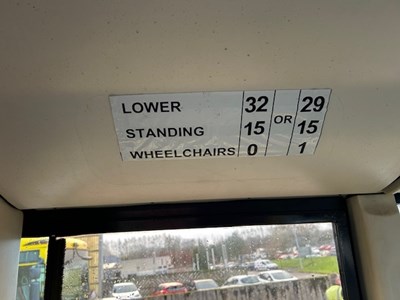 LOWER 32 29
STANDING 15 OR 15
WHEELCHAIRS 0 1